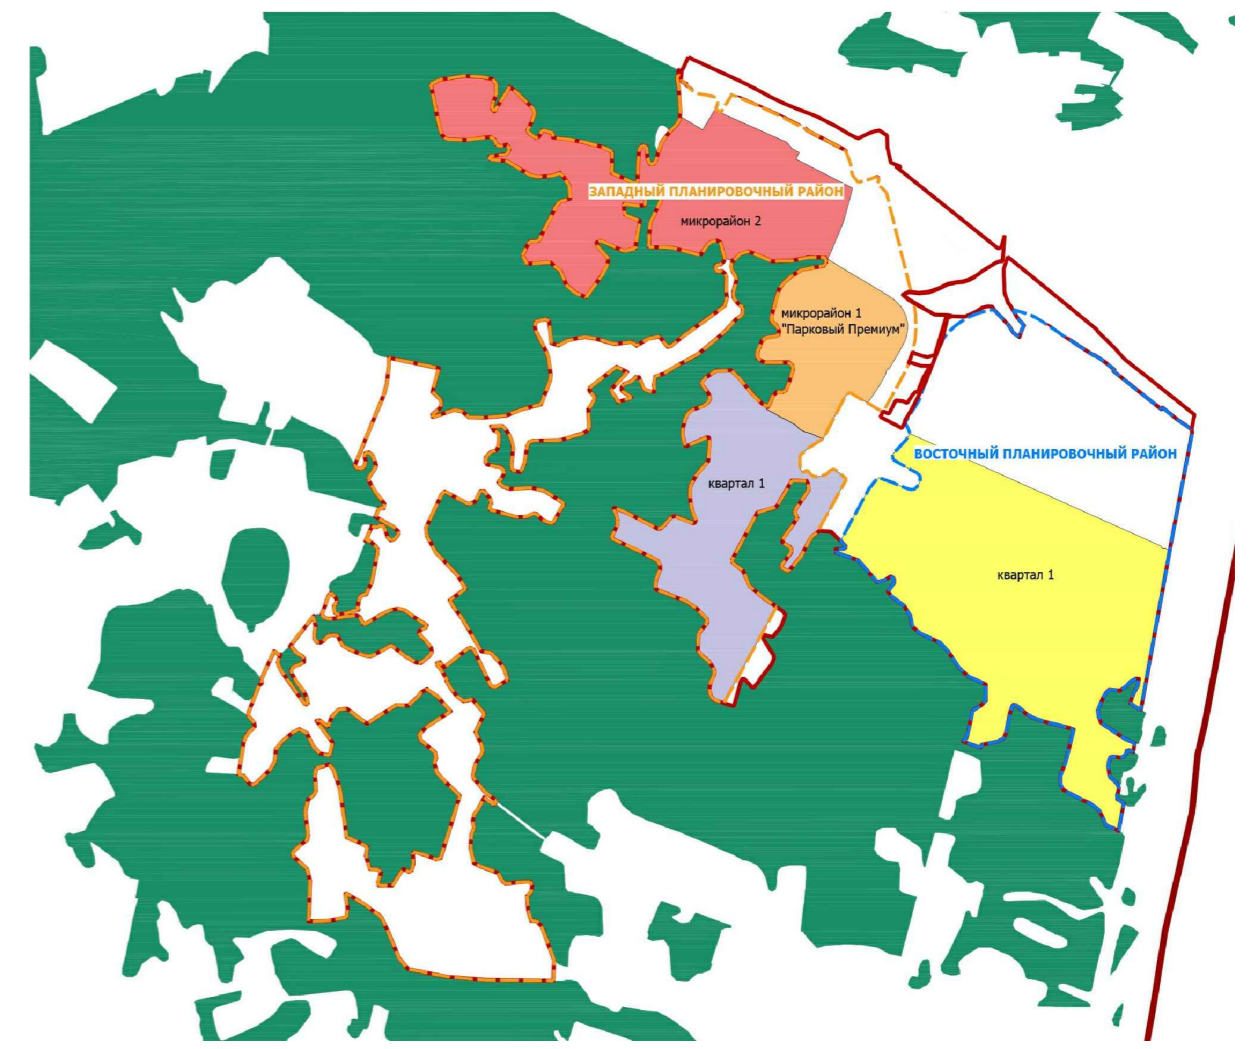 ЗАПАДНЫЙ ПЛАНИРОВОЧНЫЙ РАЙОН
микрорайон 2
микрорайон 1
"Парковый Премиум"
ВОСТОЧНЫЙ ПЛАНИРОВОЧНЫЙ РАЙОН
квартал 1
квартал 1